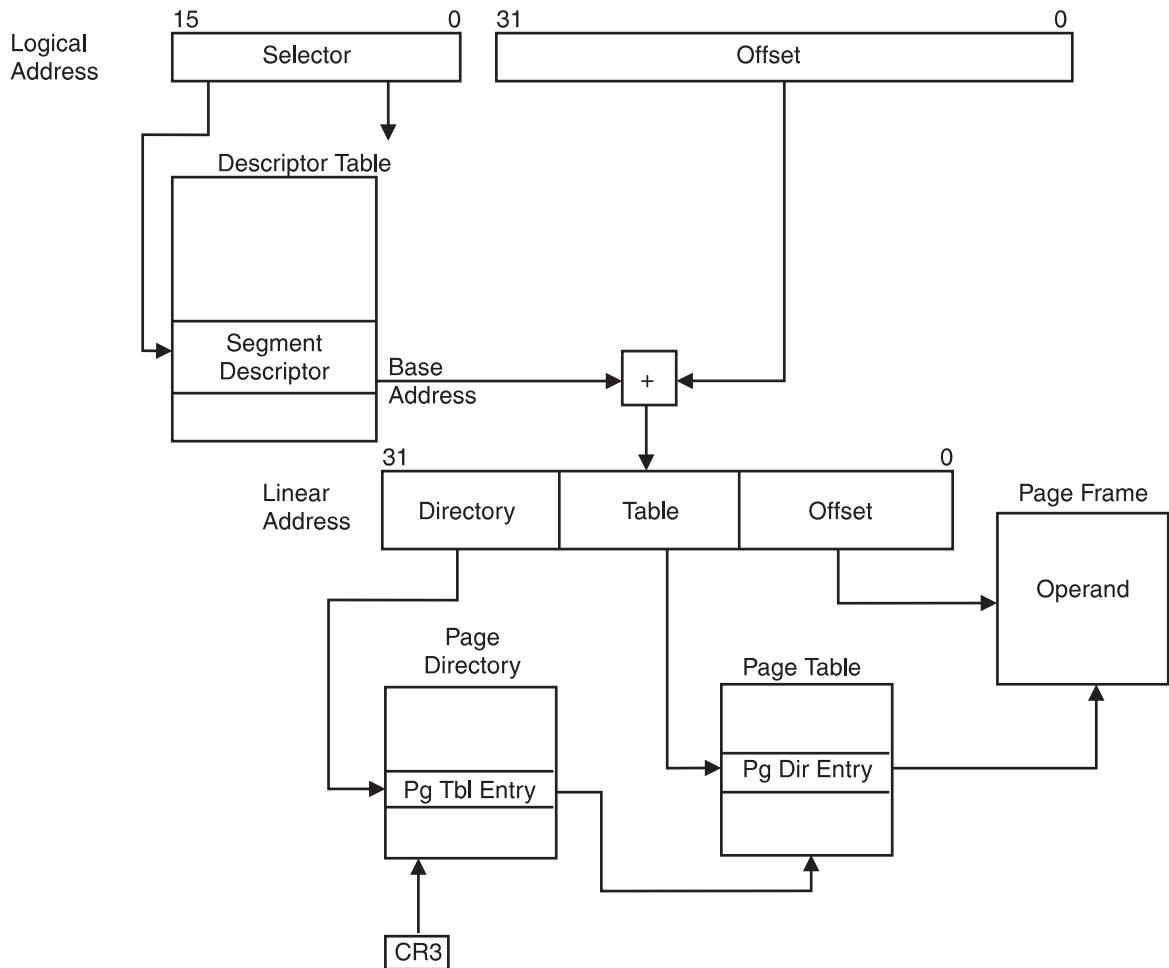 15 0
31 0
Logical
Address
Selector
Offset
Descriptor Table
Segment
Descriptor
Base
Address
+
31 0
Linear
Address
Directory
Table
Offset
Page Frame
Operand
Page
Directory
Page Table
Pg Tbl Entry
Pg Dir Entry
CR3